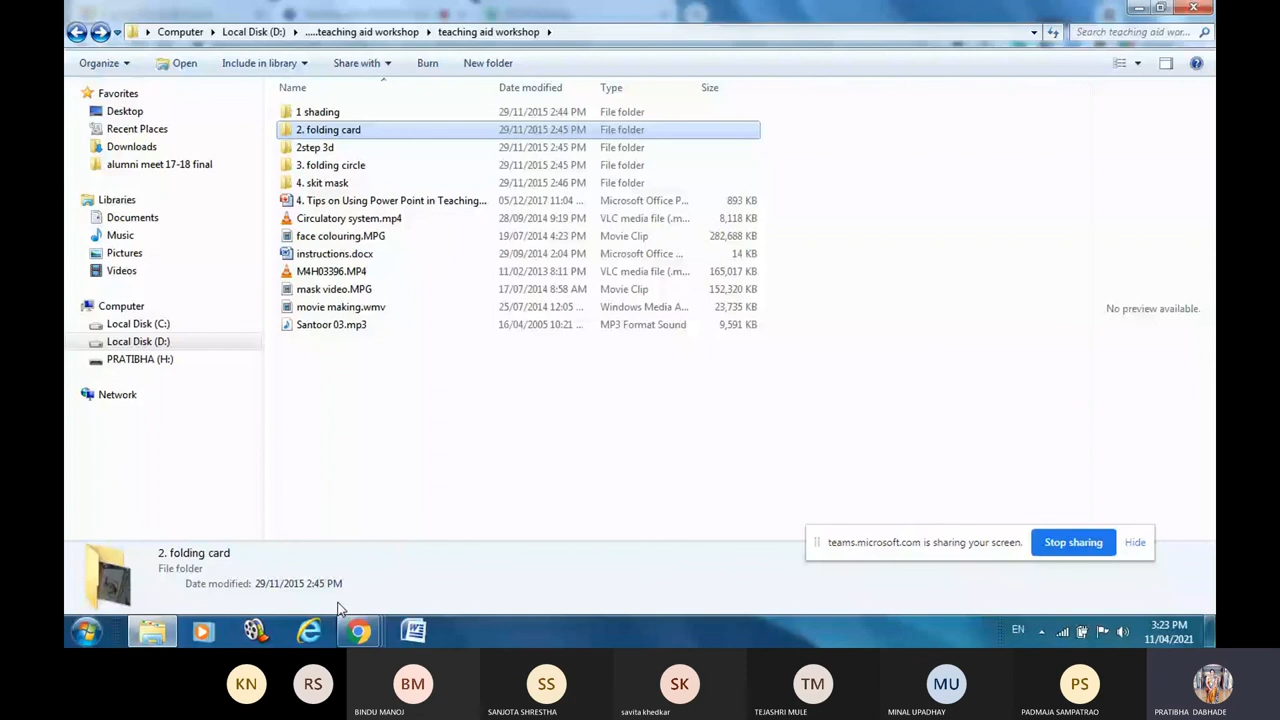 Computer
Local Disk (D:)
.....teaching aid workshop
teaching aid workshop
Search teaching aid wor...
Organize
Open
Include in library
Share with
Burn
New folder
Favorites
Desktop
Recent Places
Downloads
alumni meet 17-18 final
Libraries
Documents
Music
Pictures
Videos
Computer
Local Disk (C:)
Local Disk (D:)
PRATIBHA (H:)
Network
Name Date modified Type Size
1 shading 29/11/2015 2:44 PM File folder
2. folding card 29/11/2015 2:45 PM File folder
2step 3d 29/11/2015 2:45 PM File folder
3. folding circle 29/11/2015 2:45 PM File folder
4. skit mask 29/11/2015 2:46 PM File folder
4. Tips on Using Power Point in Teaching... 05/12/2017 11:04 ... Microsoft Office P... 893 KB
Circulatory system.mp4 28/09/2014 9:19 PM VLC media file (.m... 8,118 KB
face colouring.MPG 19/07/2014 4:23 PM Movie Clip 282,688 KB
instructions.docx 29/09/2014 2:04 PM Microsoft Office ... 14 KB
M4H03396.MP4 11/02/2013 8:11 PM VLC media file (.m... 165,017 KB
mask video.MPG 17/07/2014 8:58 AM Movie Clip 152,320 KB
movie making.wmv 25/07/2014 12:05 ... Windows Media A... 23,735 KB
Santoor 03.mp3 16/04/2005 10:21 ... MP3 Format Sound 9,591 KB
No preview available.
teams.microsoft.com is sharing your screen.
Stop sharing
Hide
2. folding card
File folder
Date modified: 29/11/2015 2:45 PM
EN
3:23 PM
11/04/2021
KN
RS
BM
BINDU MANOJ
SS
SANJOTA SHRESTHA
SK
savita khedkar
TM
TEJASHRI MULE
MU
MINAL UPADHAY
PS
PADMAJA SAMPATRAO
PRATIBHA DABHADE